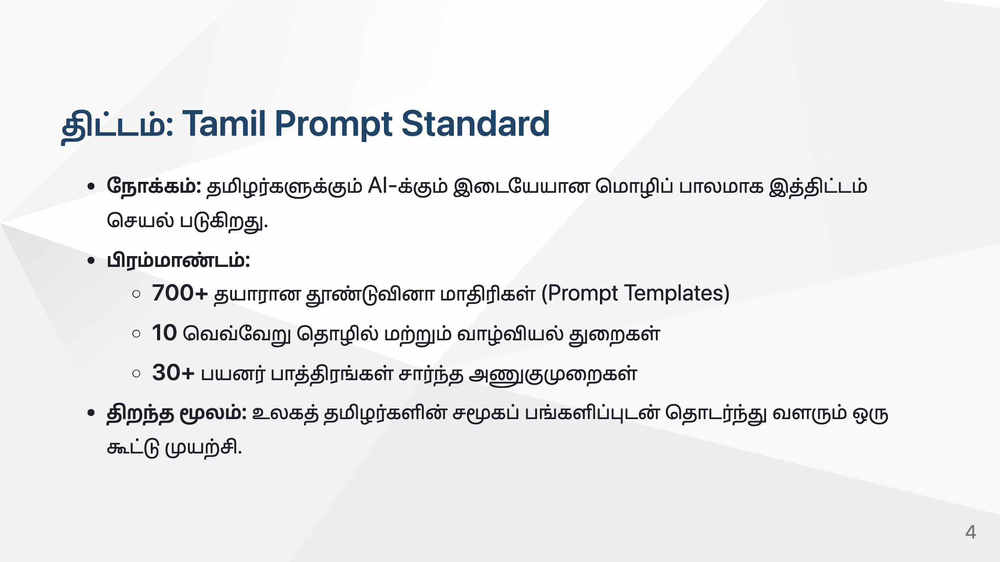 திட்டம்: Tamil Prompt Standard
• நோக்கம்: தமிழர்களுக்கும் AI-க்கும் இடையேயான மொழிப் பாலமாக இத்திட்டம்
செயல் படுகிறது.
• பிரம்மாண்டம்:
○ 700+ தயாரான தூண்டுவினா மாதிரிகள் (Prompt Templates)
○ 10 வெவ்வேறு தொழில் மற்றும் வாழ்வியல் துறைகள்
○ 30+ பயனர் பாத்திரங்கள் சார்ந்த அணுகுமுறைகள்
• திறந்த மூலம்: உலகத் தமிழர்களின் சமூகப் பங்களிப்புடன் தொடர்ந்து வளரும் ஒரு
கூட்டு முயற்சி.
4